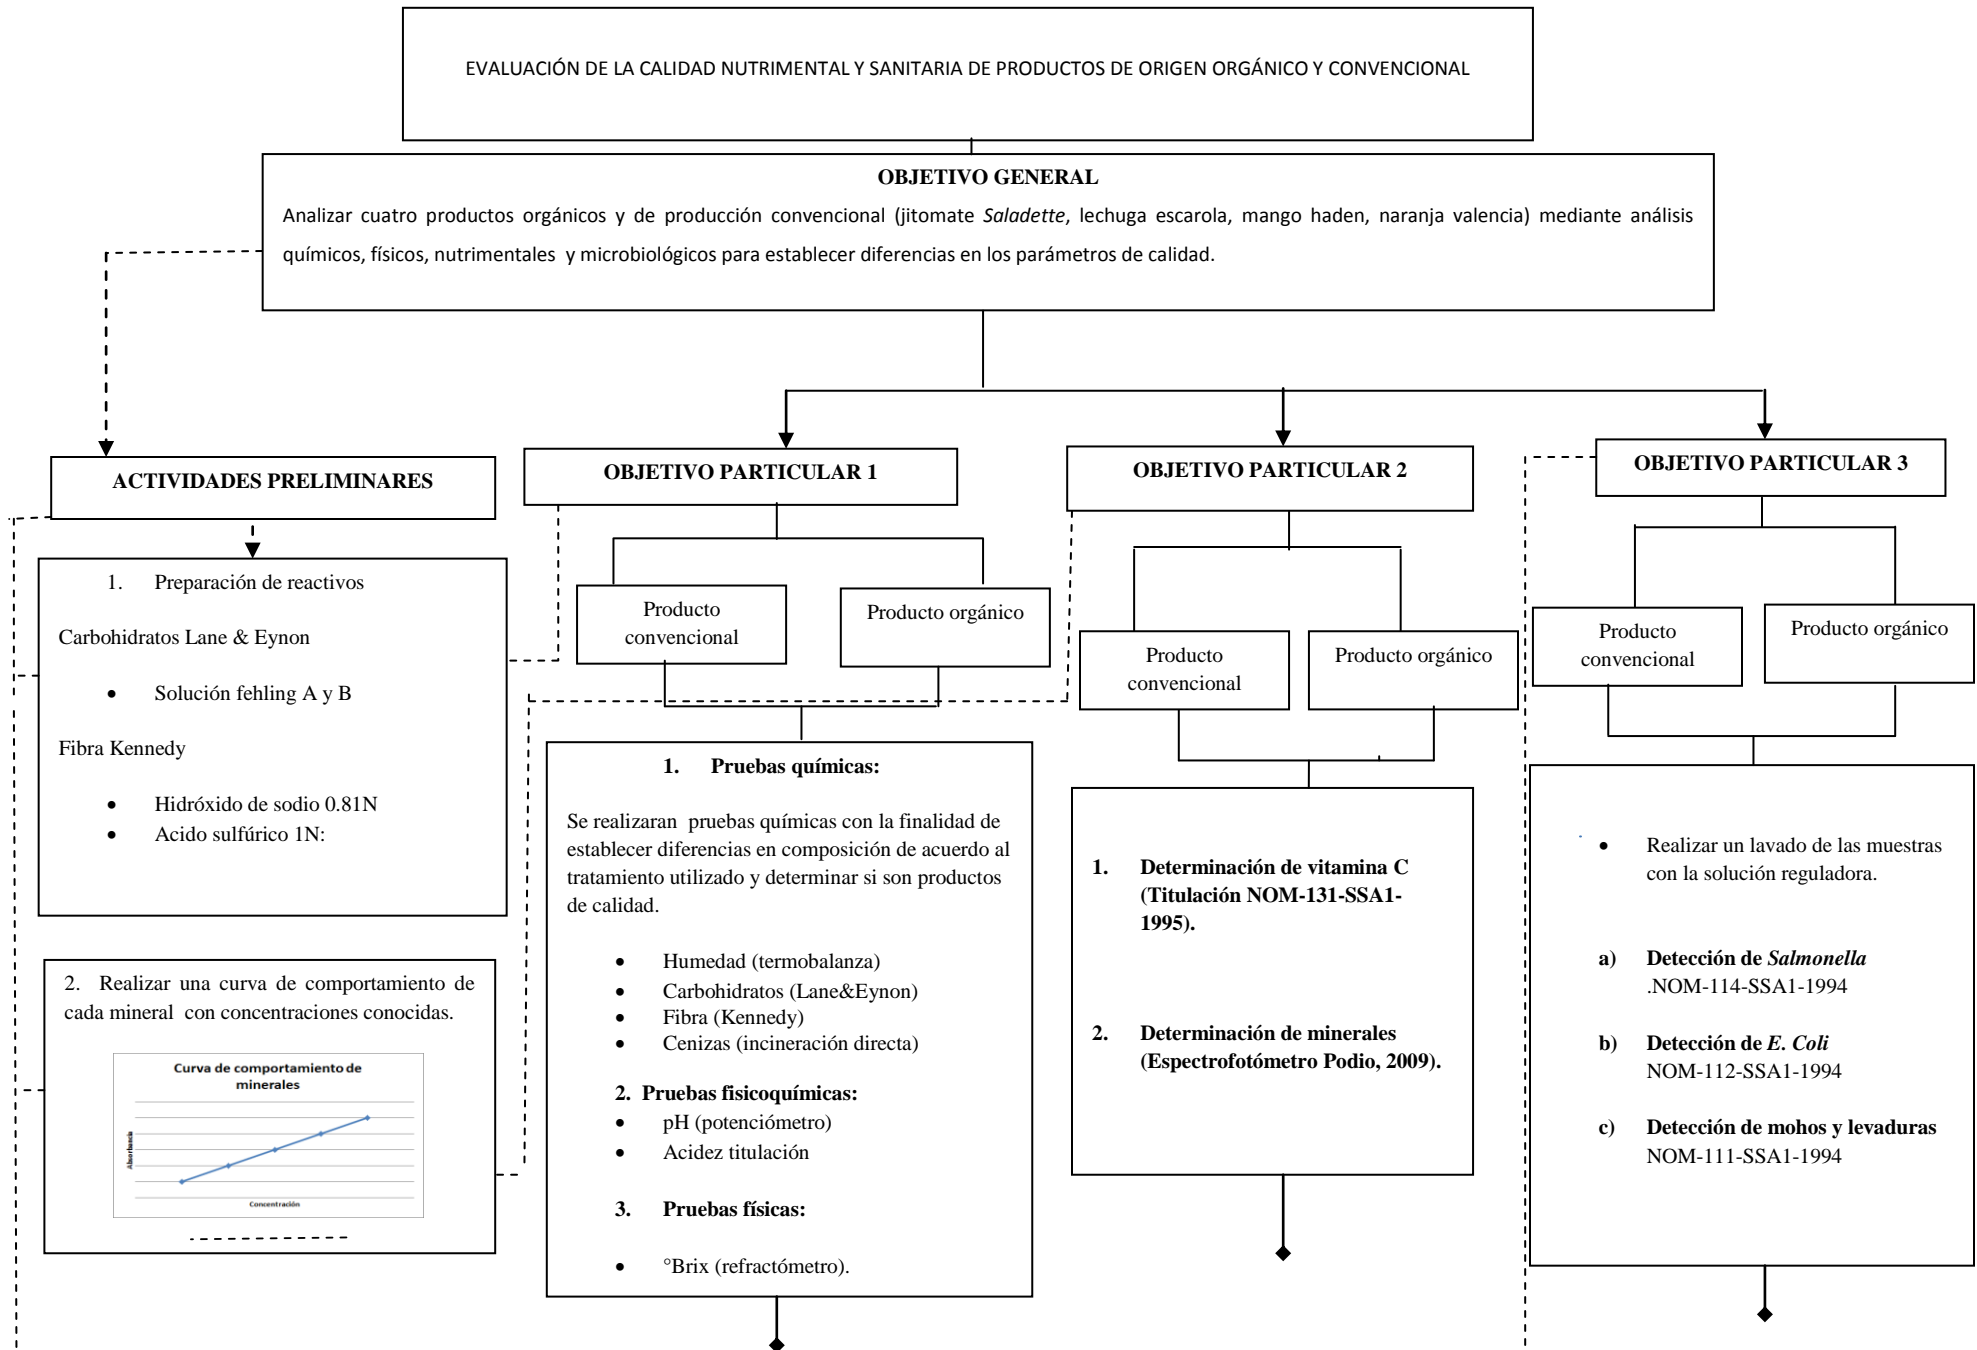 EVALUACIÓN DE LA CALIDAD NUTRIMENTAL Y SANITARIA DE PRODUCTOS DE ORIGEN ORGÁNICO Y CONVENCIONAL
OBJETIVO GENERAL
Analizar cuatro productos orgánicos y de producción convencional (jitomate Saladette, lechuga escarola, mango haden, naranja valencia) mediante análisis
químicos, físicos, nutrimentales y microbiológicos para establecer diferencias en los parámetros de calidad.
ACTIVIDADES PRELIMINARES
1. Preparación de reactivos
Carbohidratos Lane & Eynon
• Solución fehling A y B
Fibra Kennedy
• Hidróxido de sodio 0.81N
• Acido sulfúrico 1N:
2. Realizar una curva de comportamiento de
cada mineral con concentraciones conocidas.
Curva de comportamiento de
minerales
Absorbancia
Concentración
OBJETIVO PARTICULAR 1
Producto
convencional
Producto orgánico
1. Pruebas químicas:
Se realizaran pruebas químicas con la finalidad de
establecer diferencias en composición de acuerdo al
tratamiento utilizado y determinar si son productos
de calidad.
• Humedad (termobalanza)
• Carbohidratos (Lane&Eynon)
• Fibra (Kennedy)
• Cenizas (incineración directa)
2. Pruebas fisicoquímicas:
• pH (potenciómetro)
• Acidez titulación
3. Pruebas físicas:
• °Brix (refractómetro).
OBJETIVO PARTICULAR 2
Producto
convencional
Producto orgánico
1. Determinación de vitamina C
(Titulación NOM-131-SSA1-
1995).
2. Determinación de minerales
(Espectrofotómetro Podio, 2009).
OBJETIVO PARTICULAR 3
Producto
convencional
Producto orgánico
• Realizar un lavado de las muestras
con la solución reguladora.
a) Detección de Salmonella
.NOM-114-SSA1-1994
b) Detección de E. Coli
NOM-112-SSA1-1994
c) Detección de mohos y levaduras
NOM-111-SSA1-1994